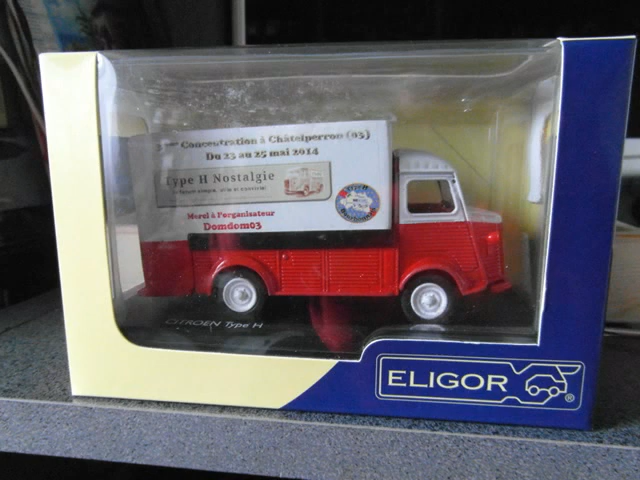 Concentration à Châtelperron (03)
Du 23 au 25 mai 2014
Type H Nostalgie
Merci à l'organisateur
Domdom03
CITROEN Type H
ELIGOR
®